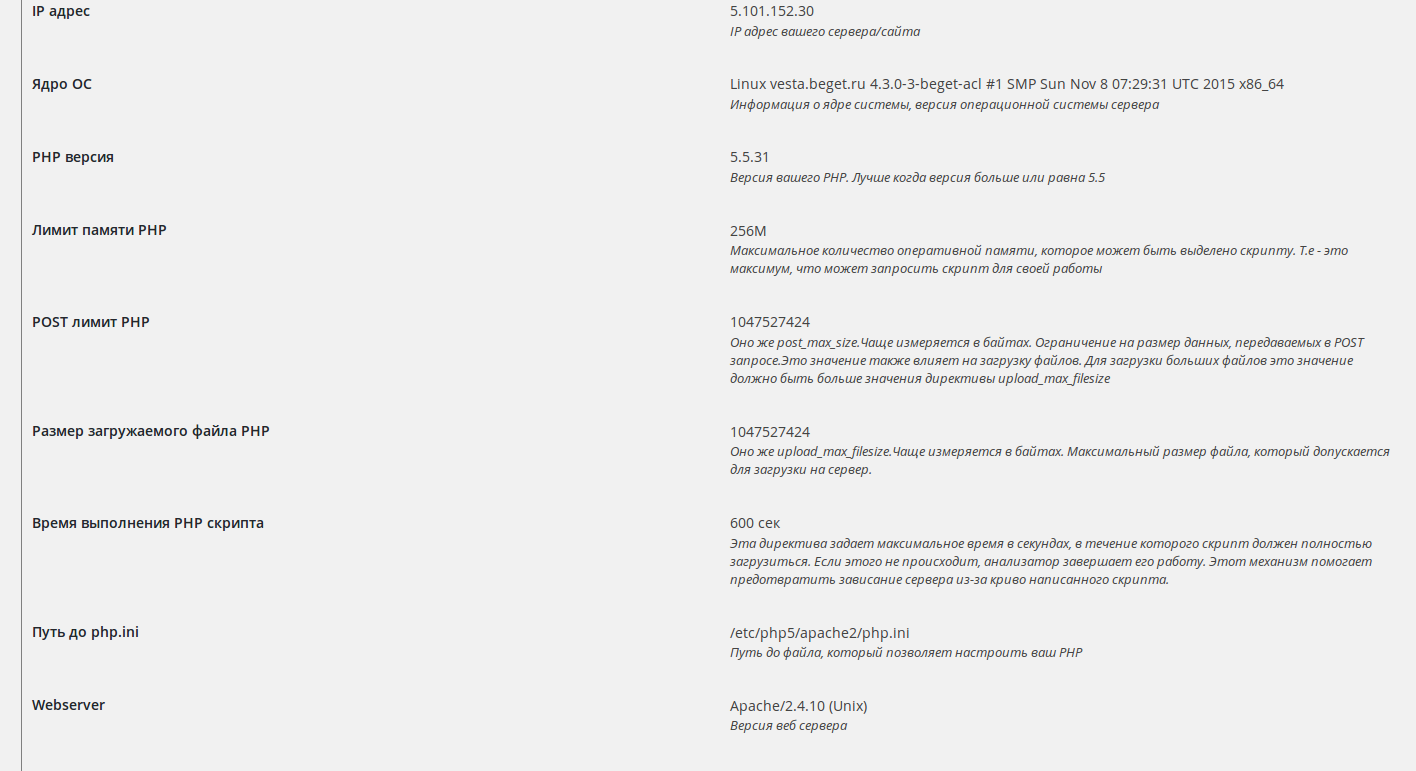 IP адрес
5.101.152.30
IP адрес вашего сервера/сайта
Ядро ОС
Linux vesta.beget.ru 4.3.0-3-beget-acl #1 SMP Sun Nov 8 07:29:31 UTC 2015 x86_64
Информация о ядре системы, версия операционной системы сервера
PHP версия
5.5.31
Версия вашего PHP. Лучше когда версия больше или равна 5.5
Лимит памяти PHP
256M
Максимальное количество оперативной памяти, которое может быть выделено скрипту. Т.е - это
максимум, что может запросить скрипт для своей работы
POST лимит PHP
1047527424
Оно же post_max_size.Чаще измеряется в байтах. Ограничение на размер данных, передаваемых в POST
запросе.Это значение также влияет на загрузку файлов. Для загрузки больших файлов это значение
должно быть больше значения директивы upload_max_filesize
Размер загружаемого файла PHP
1047527424
Оно же upload_max_filesize.Чаще измеряется в байтах. Максимальный размер файла, который допускается
для загрузки на сервер.
Время выполнения PHP скрипта
600 сек
Эта директива задает максимальное время в секундах, в течение которого скрипт должен полностью
загрузиться. Если этого не происходит, анализатор завершает его работу. Этот механизм помогает
предотвратить зависание сервера из-за криво написанного скрипта.
Путь до php.ini
/etc/php5/apache2/php.ini
Путь до файла, который позволяет настроить ваш PHP
Webserver
Apache/2.4.10 (Unix)
Версия веб сервера